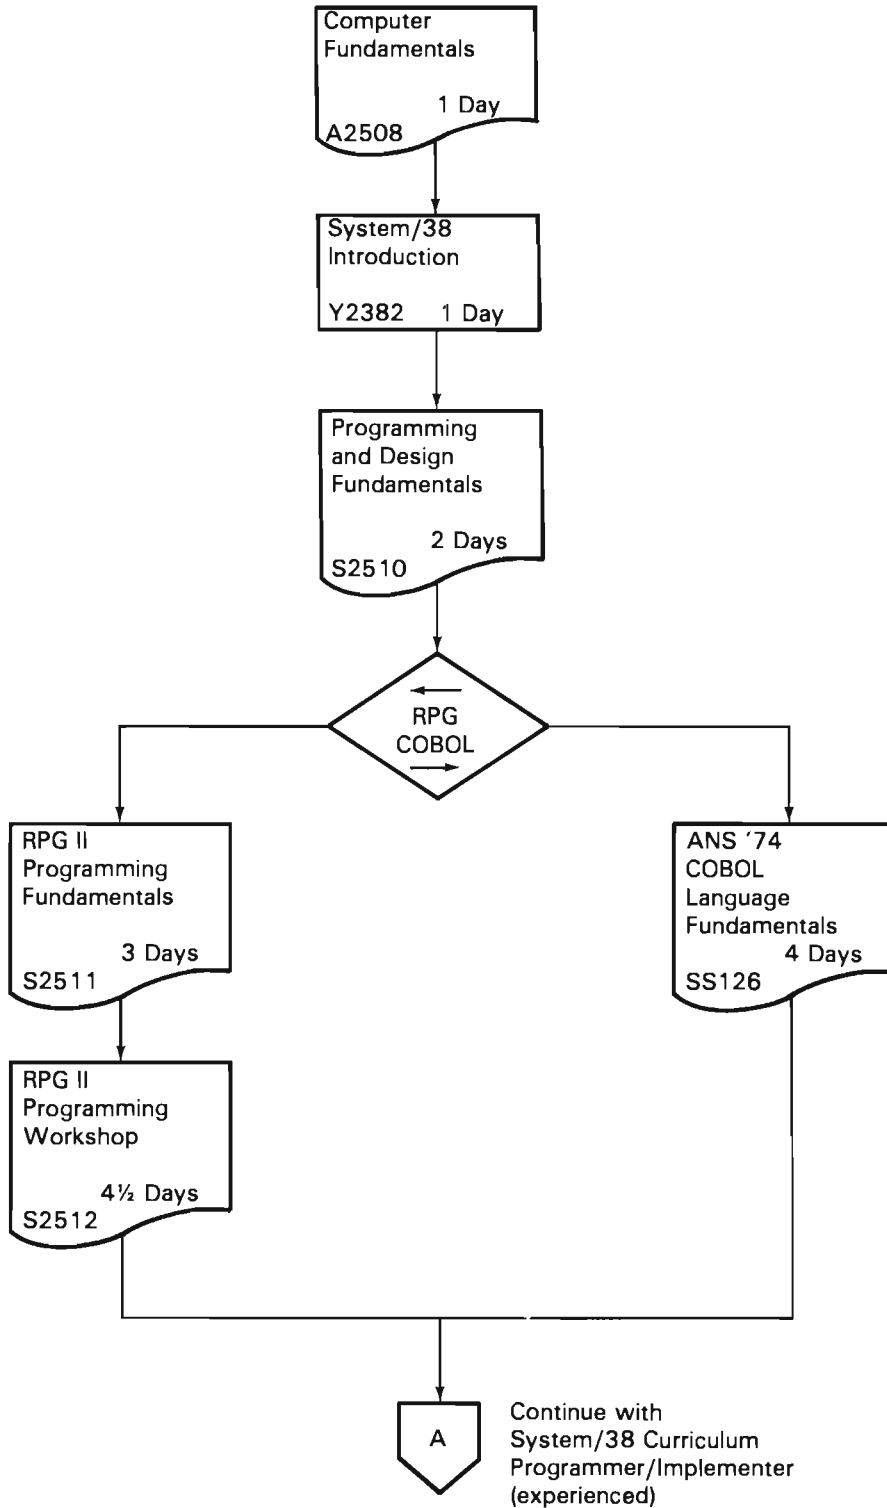 Computer
Fundamentals
1 Day
A2508
System/38
Introduction
Y2382 1 Day
Programming
and Design
Fundamentals
2 Days
S2510
RPG
COBOL
RPG II
Programming
Fundamentals
3 Days
S2511
ANS '74
COBOL
Language
Fundamentals
4 Days
SS126
RPG II
Programming
Workshop
4½ Days
S2512
A
Continue with
System/38 Curriculum
Programmer/Implementer
(experienced)